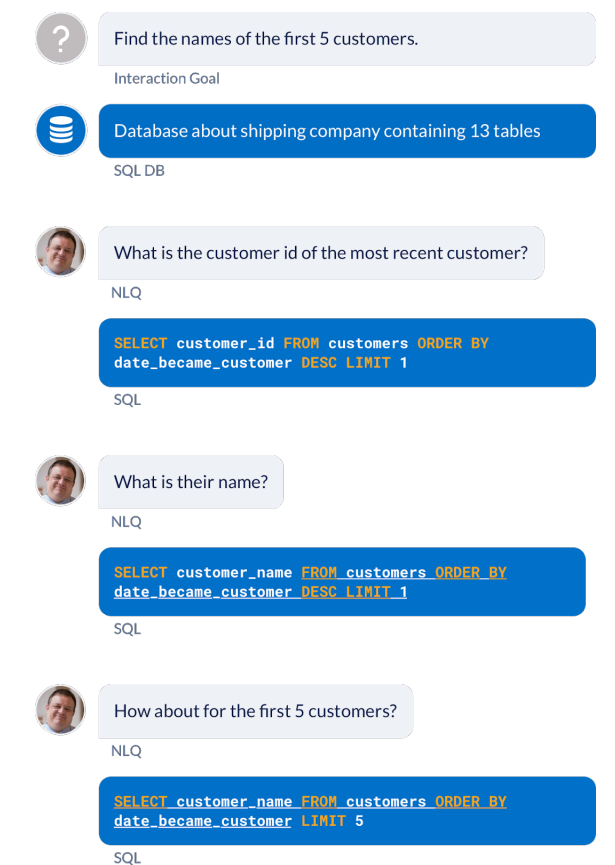 ?
Find the names of the first 5 customers.
Interaction Goal
Database about shipping company containing 13 tables
SQL DB
What is the customer id of the most recent customer?
NLQ
SELECT customer_id FROM customers ORDER BY
date_became_customer DESC LIMIT 1
SQL
What is their name?
NLQ
SELECT customer_name FROM customers ORDER BY
date_became_customer DESC LIMIT 1
SQL
How about for the first 5 customers?
NLQ
SELECT customer_name FROM customers ORDER BY
date_became_customer LIMIT 5
SQL